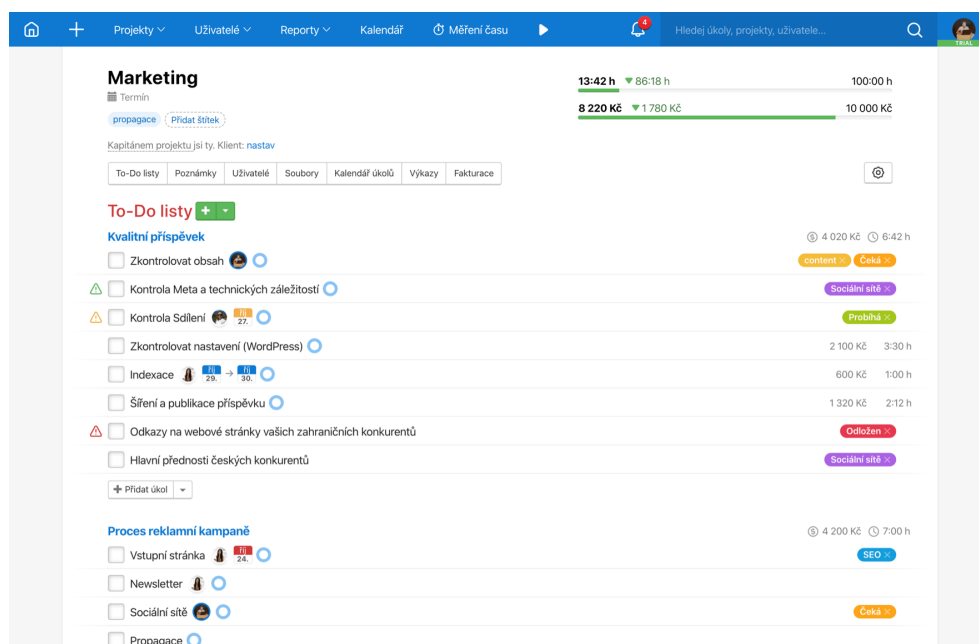 Projekty Uživatelé Reporty Kalendář Měření času 4 Hledej úkoly, projekty, uživatele...
TRIAL
Marketing
13:42 h 86:18 h 100:00 h
Termín
8 220 Kč 1 780 Kč 10 000 Kč
propagace Přidat štítek
Kapitánem projektu jsi ty. Klient: nastav
To-Do listy Poznámky Uživatelé Soubory Kalendář úkolů Výkazy Fakturace
To-Do listy
Kvalitní příspěvek 4 020 Kč 6:42 h
Zkontrolovat obsah content Čeká
Kontrola Meta a technických záležitostí Sociální sítě
Kontrola Sdílení říj 27. Probíhá
Zkontrolovat nastavení (WordPress) 2 100 Kč 3:30 h
Indexace říj 29. → říj 30. 600 Kč 1:00 h
Šíření a publikace příspěvku 1 320 Kč 2:12 h
Odkazy na webové stránky vašich zahraničních konkurentů Odložen
Hlavní přednosti českých konkurentů Sociální sítě
Přidat úkol
Proces reklamní kampaně 4 200 Kč 7:00 h
Vstupní stránka říj 24. SEO
Newsletter
Sociální sítě Čeká
Propagace